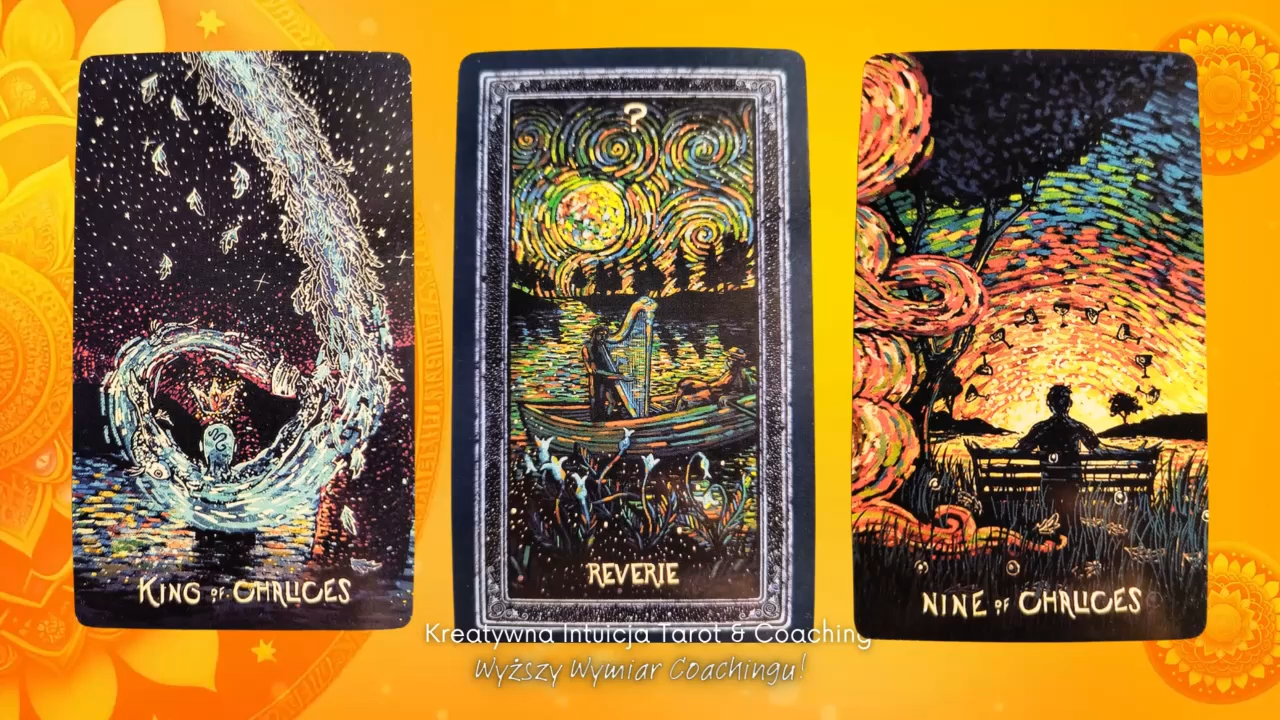 ?
KING OF CHALICES
REVERIE
NINE OF CHALICES
Kreatywna Intuicja Tarot & Coaching
Wyższy Wymiar Coachingu!